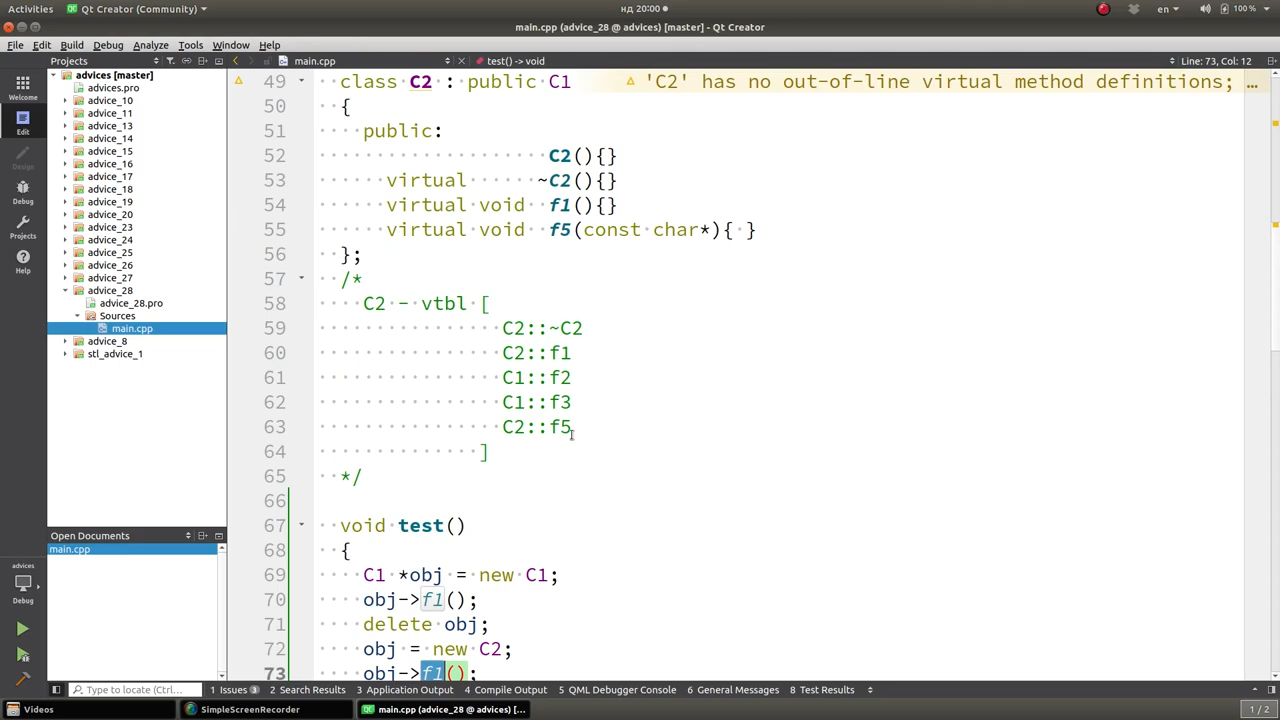 Activities Qt Creator (Community) нд 20:00 en 100 %
main.cpp (advice_28 @ advices) [master] - Qt Creator
File Edit Build Debug Analyze Tools Window Help
Projects main.cpp test() -> void Line: 73, Col: 12
Welcome
Edit
Design
Debug
Projects
Help
advices
Debug
advices [master]
advices.pro
advice_10
advice_11
advice_13
advice_14
advice_15
advice_16
advice_17
advice_18
advice_19
advice_20
advice_23
advice_24
advice_25
advice_26
advice_27
advice_28
advice_28.pro
Sources
main.cpp
advice_8
stl_advice_1
Open Documents
main.cpp
49 class C2 : public C1 'C2' has no out-of-line virtual method definitions; …
50 {
51 public:
52 C2(){}
53 virtual ~C2(){}
54 virtual void f1(){}
55 virtual void f5(const char*){ }
56 };
57 /*
58 C2 - vtbl [
59 C2::~C2
60 C2::f1
61 C1::f2
62 C1::f3
63 C2::f5
64 ]
65 */
66
67 void test()
68 {
69 C1 *obj = new C1;
70 obj->f1();
71 delete obj;
72 obj = new C2;
73 obj->f1();
Type to locate (Ctrl+... 1 Issues 3 2 Search Results 3 Application Output 4 Compile Output 5 QML Debugger Console 6 General Messages 8 Test Results
Videos SimpleScreenRecorder main.cpp (advice_28 @ advices) [... 1 / 2